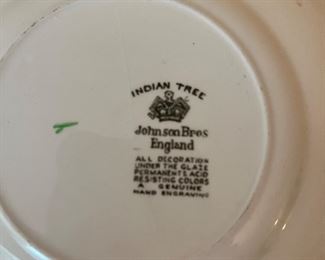 INDIAN TREE
Johnson Bros
England
ALL DECORATION
UNDER THE GLAZE
PERMANENT & ACID
RESISTING COLORS
A GENUINE
HAND ENGRAVING